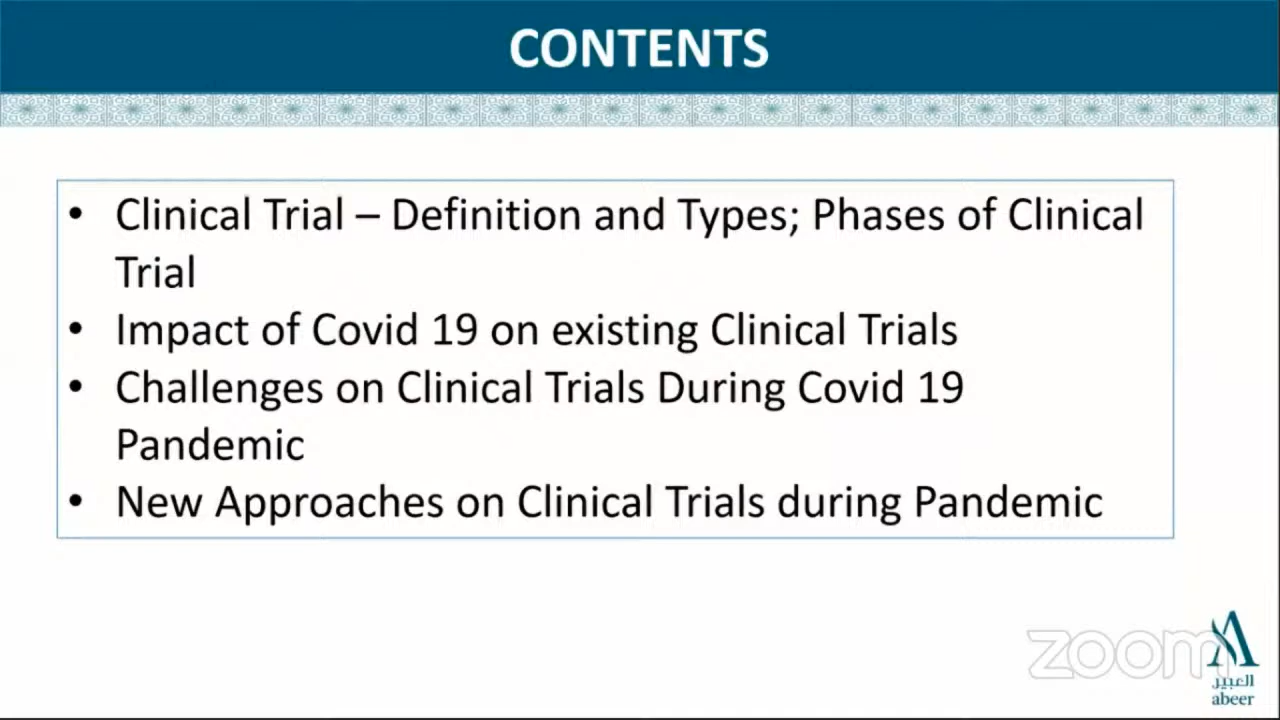 CONTENTS
• Clinical Trial – Definition and Types; Phases of Clinical
Trial
• Impact of Covid 19 on existing Clinical Trials
• Challenges on Clinical Trials During Covid 19
Pandemic
• New Approaches on Clinical Trials during Pandemic
zoom
العبير
abeer